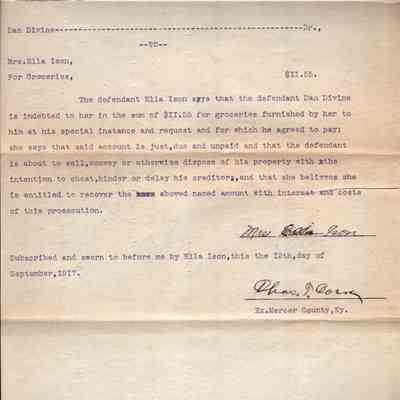 Dan Divine------------------------------------------------Dr.,
--TO--
Mrs.Ella Ison,
For Groceries, $II.55.
The defendant Ella Ison says that the defendant Dan Divine
is indebted to her in the sum of $II.55 for groceries furnished by her to
him at his special instance and request and for which he agreed to pay;
she says that said account is just,due and unpaid and that the defendant
is about to sell,convey or otherwise dispose of his property with the
intention to cheat,hinder or delay his creditors,and that she believes she
is entitled to recover the aboved named amount with interest and costs
of this prosecution.
Mrs Ella Ison
Subscribed and sworn to before me by Ella Ison,this the 12th,day of
September,1917.
Chas. T. Corn
Ex.Mercer County,Ky.